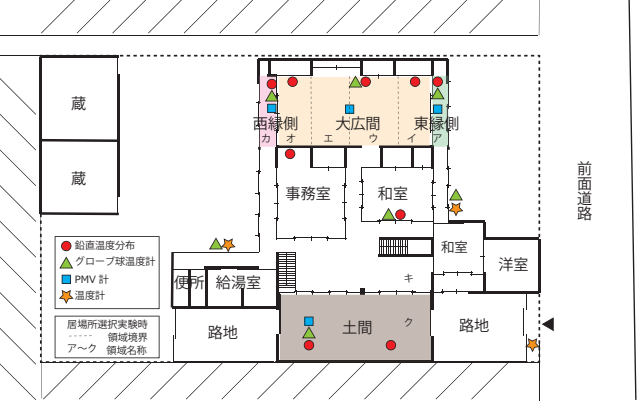 蔵
蔵
西縁側
大広間
東縁側
カ
オ
エ
ウ
イ
ア
事務室
和室
和室
洋室
便所
給湯室
キ
路地
土間
ク
路地
前面道路
鉛直温度分布
グローブ球温度計
PMV 計
温度計
居場所選択実験時
領域境界
ア〜ク 領域名称